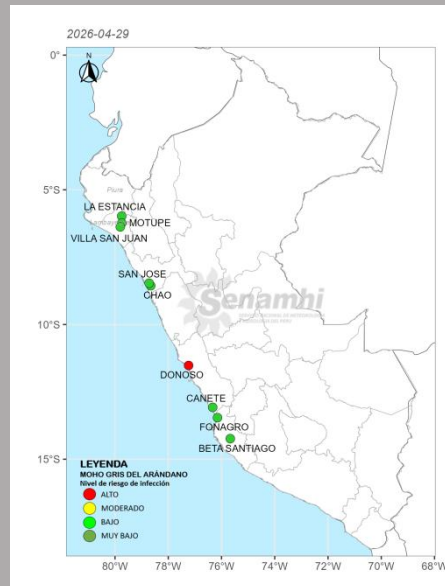 2026-04-29
N
0°
5°S
10°S
15°S
Piura
LA ESTANCIA
MOTUPE
VILLA SAN JUAN
SAN JOSE
CHAO
Senamhi
DONOSO
CANETE
FONAGRO
BETA SANTIAGO
LEYENDA
MOHO GRIS DEL ARÁNDANO
Nivel de riesgo de infección
ALTO
MODERADO
BAJO
MUY BAJO
80°W 78°W 76°W 74°W 72°W 70°W 68°W